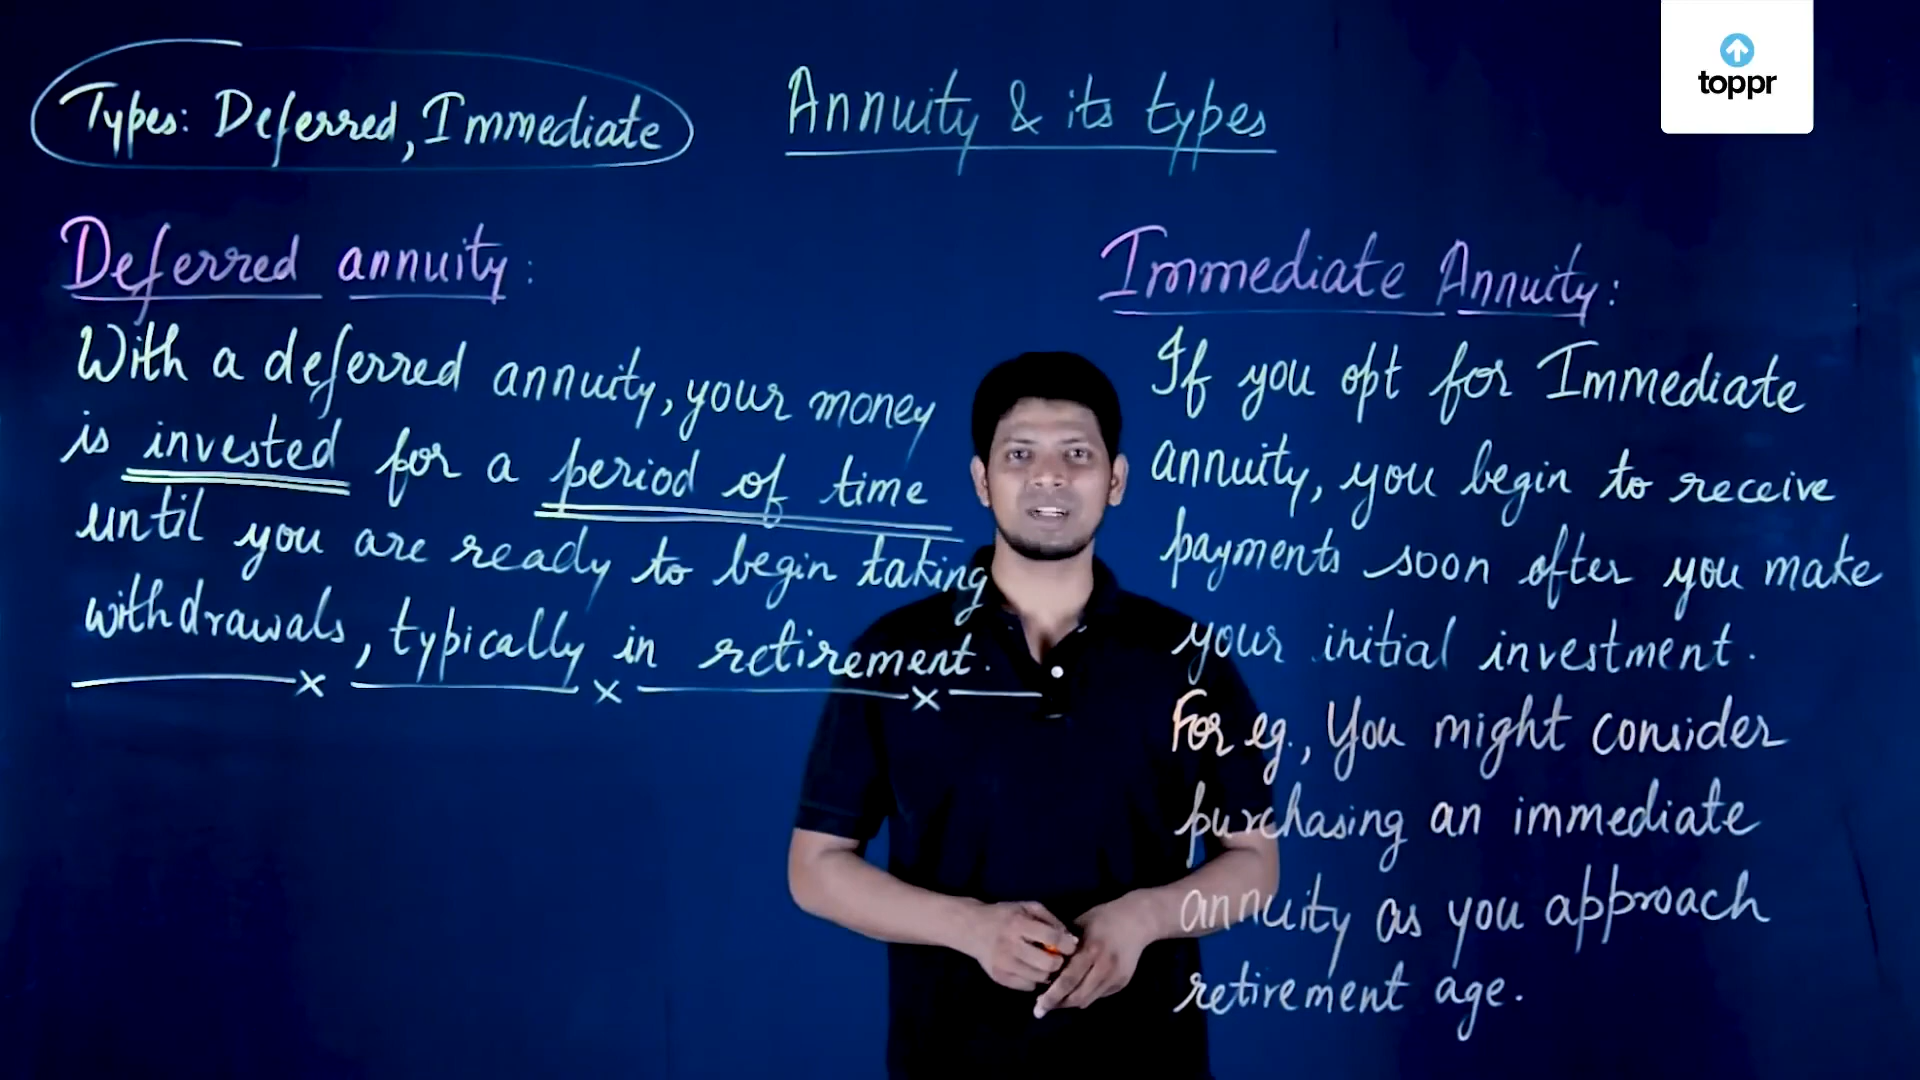 Types: Deferred, Immediate
Annuity & its types
toppr
Deferred annuity:
With a deferred annuity, your money
is invested for a period of time
until you are ready to begin taking
withdrawals, typically in retirement.
Immediate Annuity:
If you opt for Immediate
annuity, you begin to receive
payments soon after you make
your initial investment.
For eg., You might consider
purchasing an immediate
annuity as you approach
retirement age.